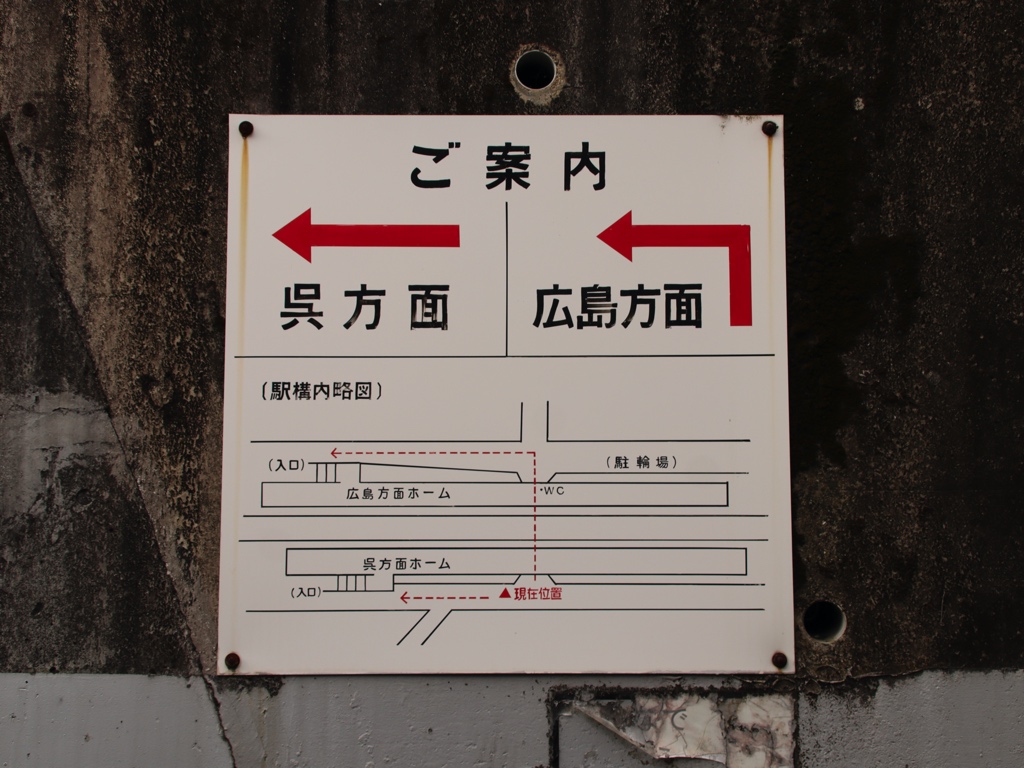 ご案内
呉方面
広島方面
(駅構内略図)
(入口)
(駐輪場)
広島方面ホーム
・WC
呉方面ホーム
(入口)
▲現在位置